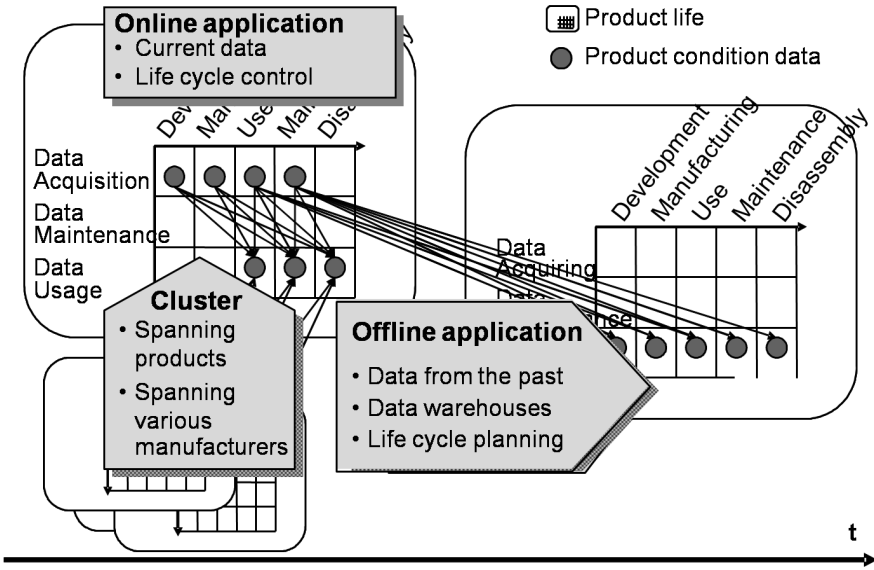 Online application
• Current data
• Life cycle control
Product life
Product condition data
Use
Data
Acquisition
Data
Maintenance
Data
Usage
Development
Manufacturing
Use
Maintenance
Disassembly
Data
Acquiring
Data
Cluster
• Spanning
products
• Spanning
various
manufacturers
Offline application
• Data from the past
• Data warehouses
• Life cycle planning
t